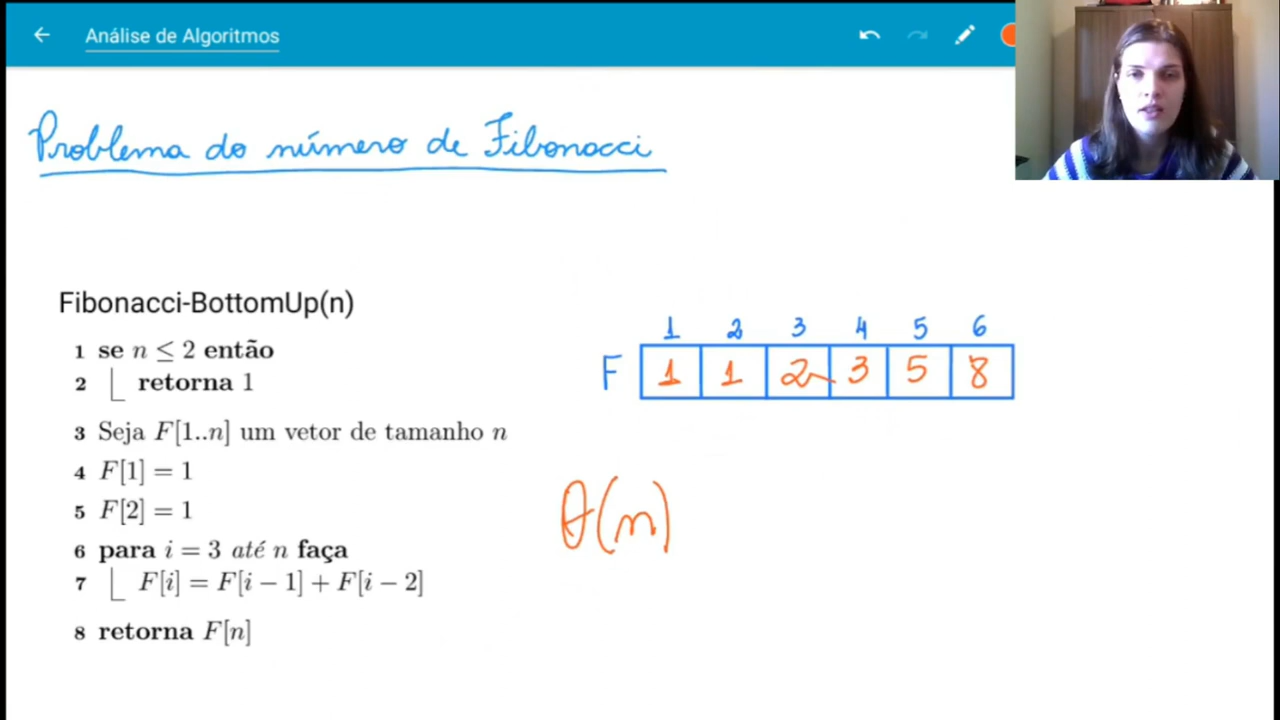 Análise de Algoritmos
Problema do número de Fibonacci
Fibonacci-BottomUp(n)
1 se n ≤ 2 então
2 retorna 1
3 Seja F[1..n] um vetor de tamanho n
4 F[1] = 1
5 F[2] = 1
6 para i = 3 até n faça
7 F[i] = F[i − 1] + F[i − 2]
8 retorna F[n]
1 2 3 4 5 6
F 1 1 2 3 5 8
θ(n)